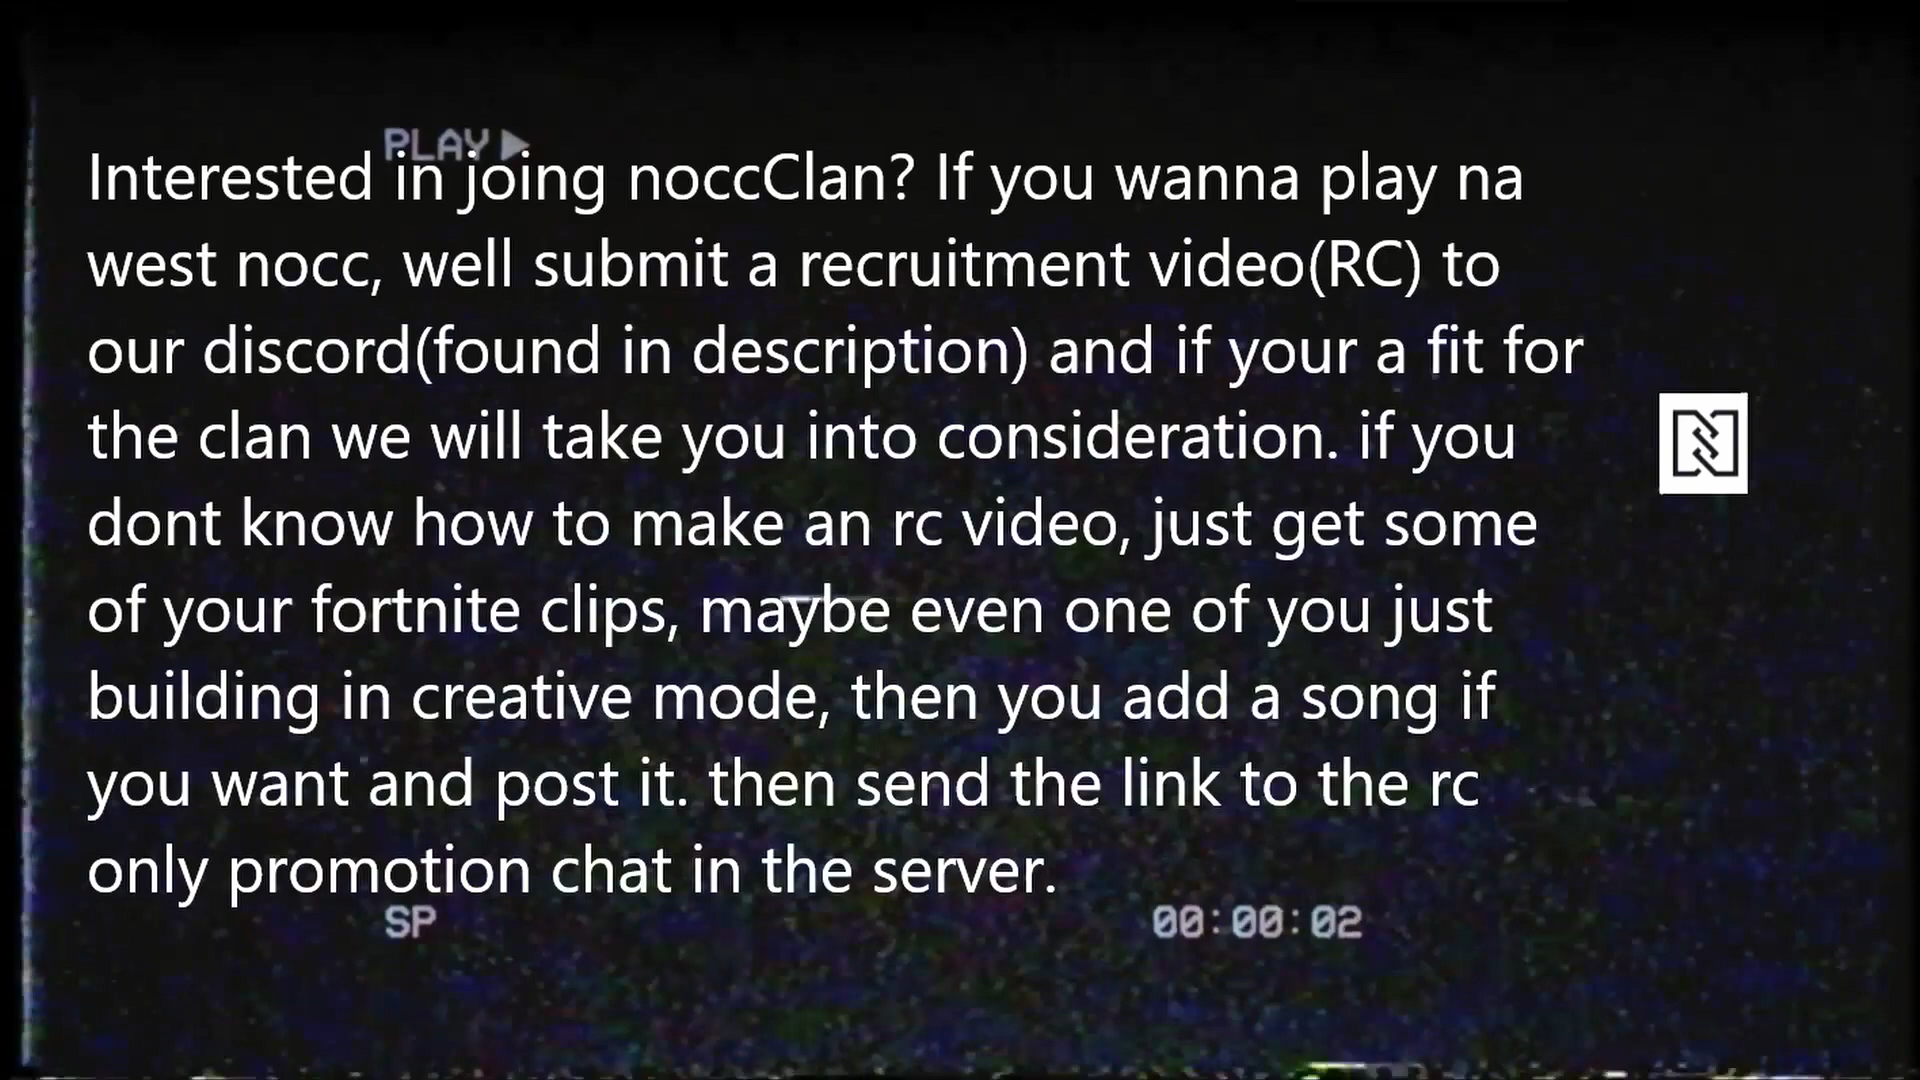 PLAY ▶
Interested in joing noccClan? If you wanna play na
west nocc, well submit a recruitment video(RC) to
our discord(found in description) and if your a fit for
the clan we will take you into consideration. if you
dont know how to make an rc video, just get some
of your fortnite clips, maybe even one of you just
building in creative mode, then you add a song if
you want and post it. then send the link to the rc
only promotion chat in the server.
SP
00:00:02